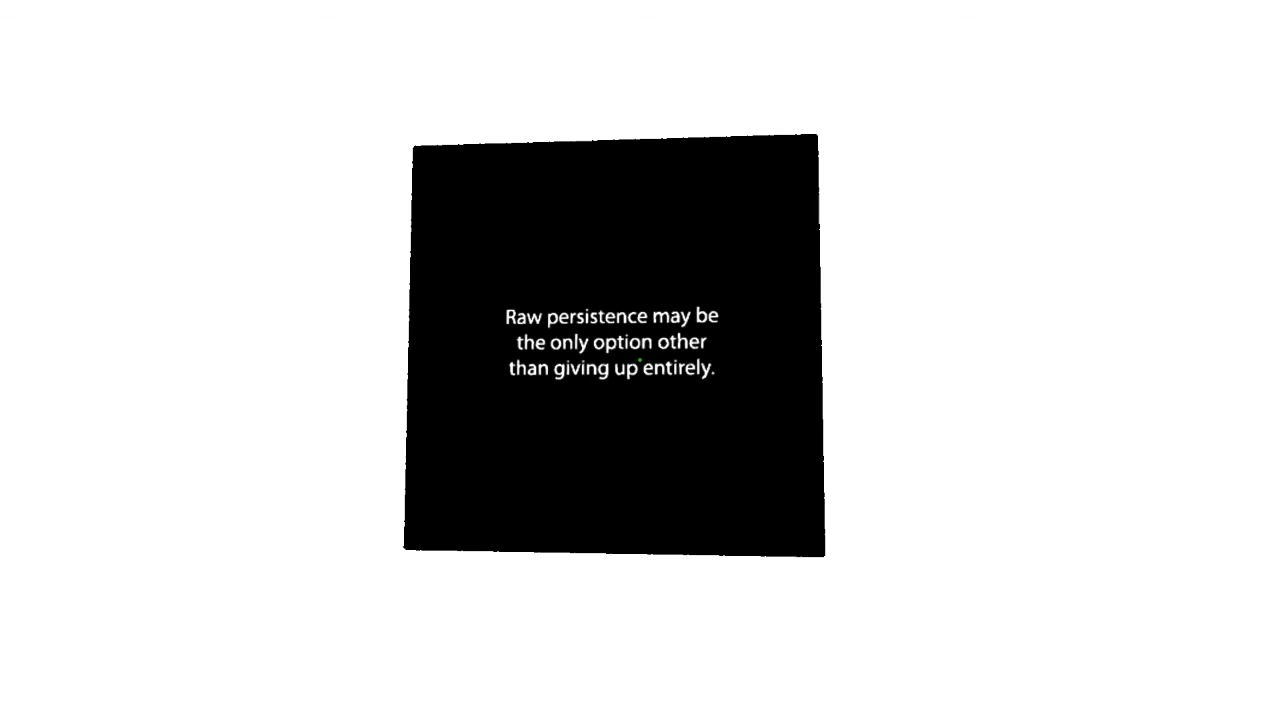 Raw persistence may be
the only option other
than giving up entirely.